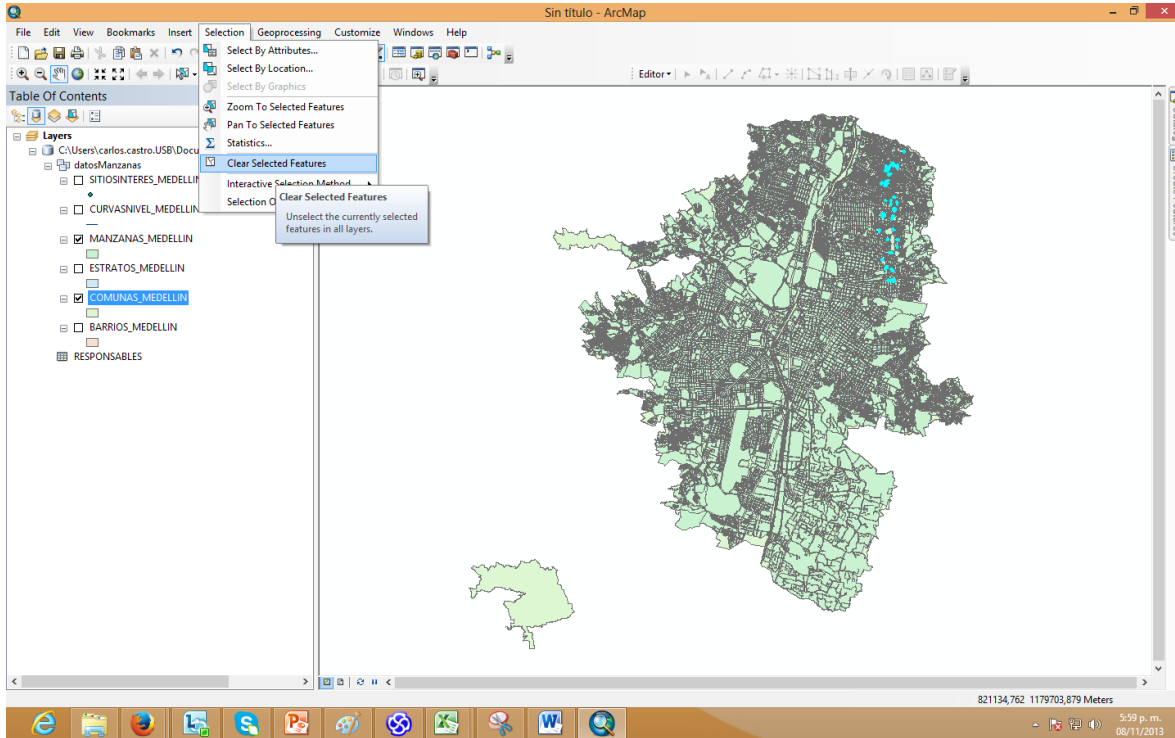 Sin título - ArcMap
File Edit View Bookmarks Insert Selection Geoprocessing Customize Windows Help
Select By Attributes...
Select By Location...
Select By Graphics
Zoom To Selected Features
Pan To Selected Features
Statistics...
Clear Selected Features
Interactive Selection Method
Selection O
Clear Selected Features
Unselect the currently selected
features in all layers.
Editor
Table Of Contents
Layers
C:\Users\carlos.castro.USB\Docu
datosManzanas
SITIOSINTERES_MEDELLIN
CURVASNIVEL_MEDELLIN
MANZANAS_MEDELLIN
ESTRATOS_MEDELLIN
COMUNAS_MEDELLIN
BARRIOS_MEDELLIN
RESPONSABLES
821134,762 1179703,879 Meters
5:59 p. m.
08/11/2013